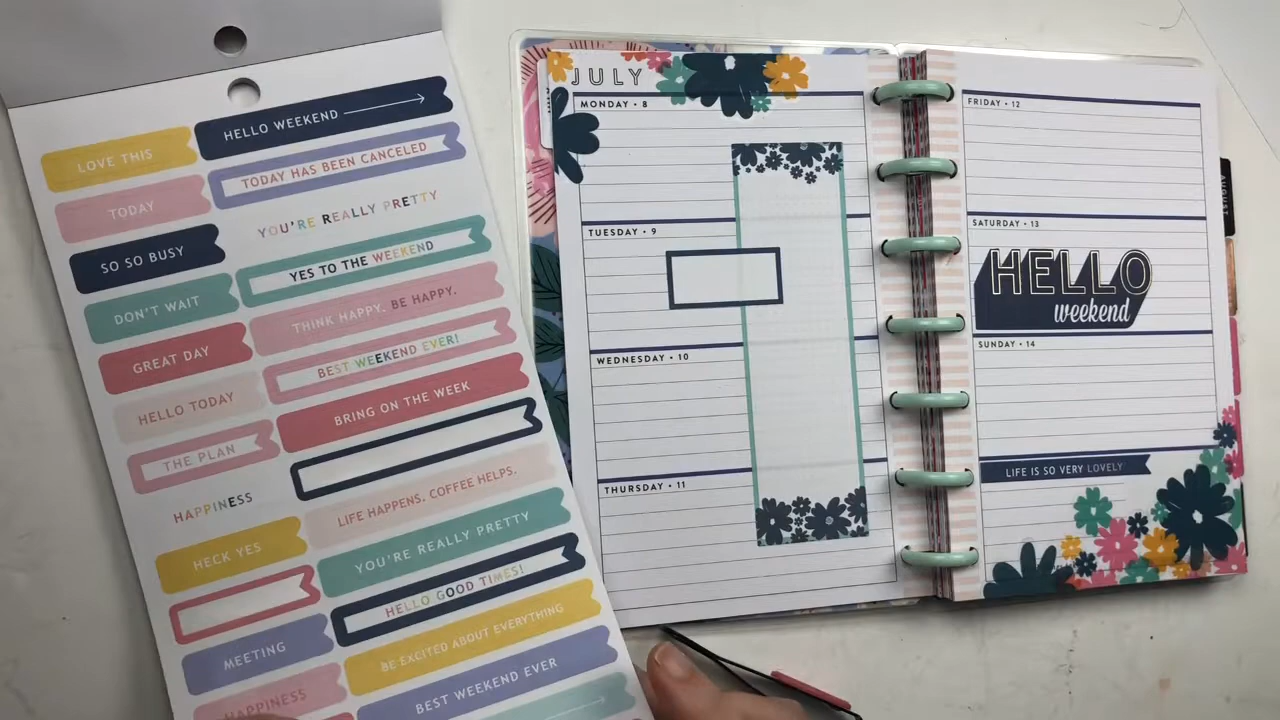 LOVE THIS
HELLO WEEKEND
TODAY
TODAY HAS BEEN CANCELED
SO SO BUSY
YOU'RE REALLY PRETTY
DON'T WAIT
YES TO THE WEEKEND
GREAT DAY
THINK HAPPY. BE HAPPY.
HELLO TODAY
BEST WEEKEND EVER!
THE PLAN
BRING ON THE WEEK
HAPPINESS
LIFE HAPPENS. COFFEE HELPS.
HECK YES
YOU'RE REALLY PRETTY
HELLO GOOD TIMES!
MEETING
BE EXCITED ABOUT EVERYTHING
HAPPINESS
BEST WEEKEND EVER
JULY
MONDAY • 8
TUESDAY • 9
WEDNESDAY • 10
THURSDAY • 11
FRIDAY • 12
SATURDAY • 13
HELLO
weekend
SUNDAY • 14
LIFE IS SO VERY LOVELY
AUGUST